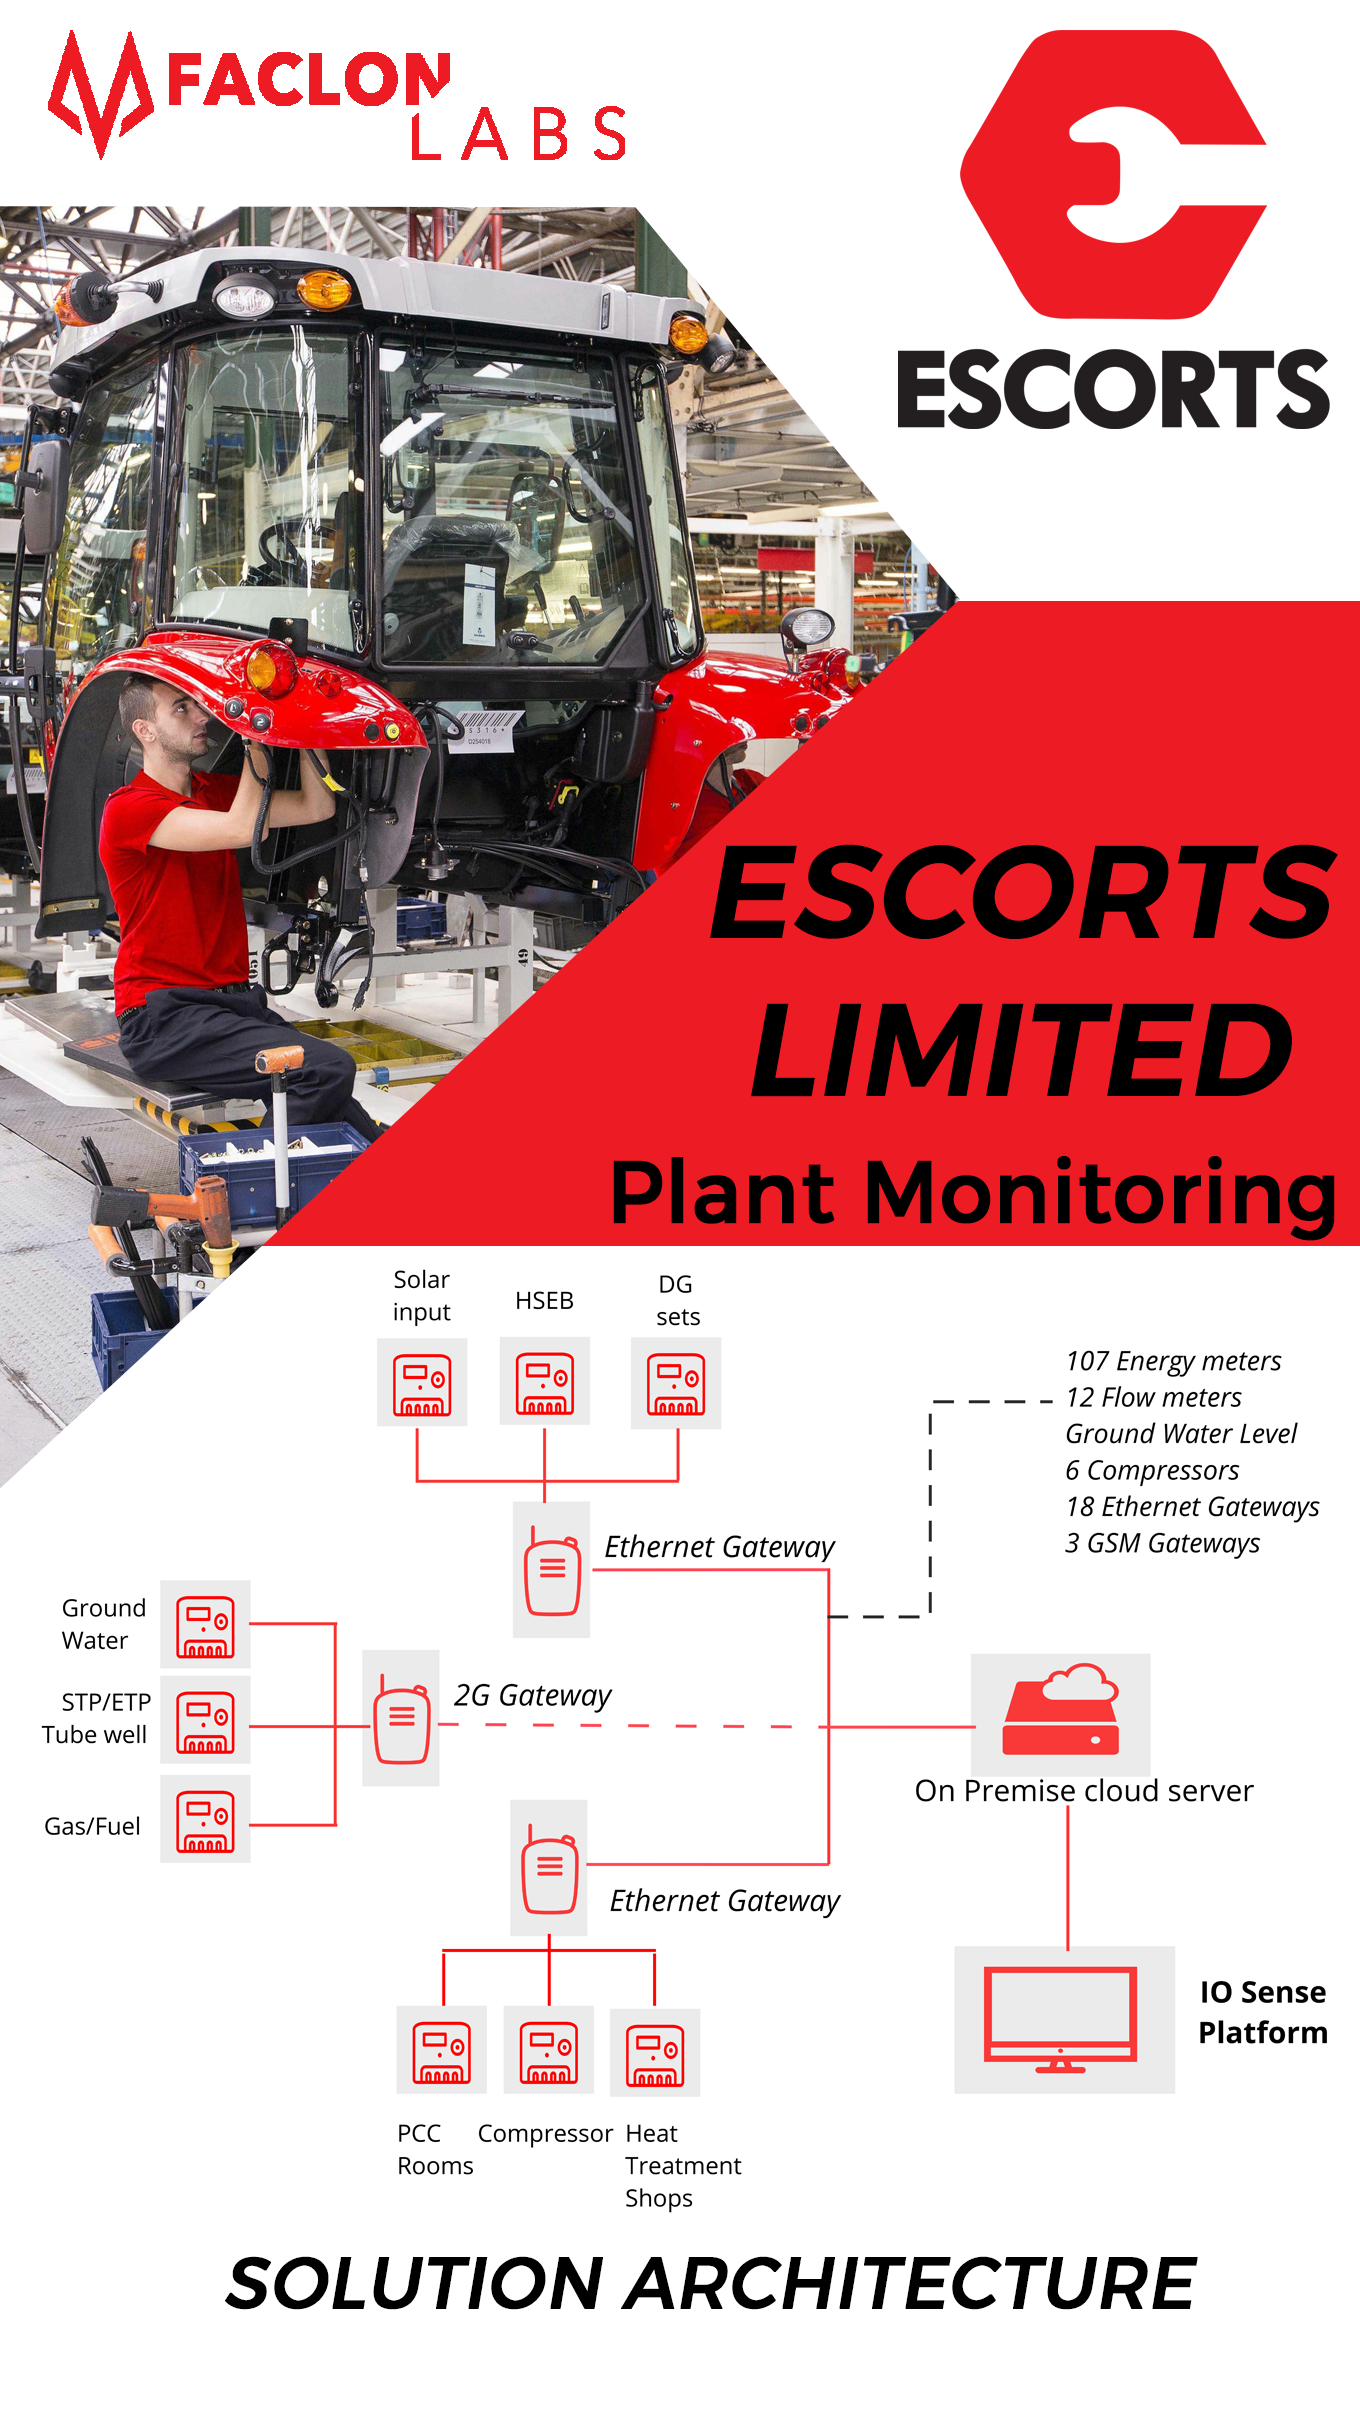 FACLON
LABS
ESCORTS
ESCORTS
LIMITED
Plant Monitoring
Solar
input
HSEB
DG
sets
107 Energy meters
12 Flow meters
Ground Water Level
6 Compressors
18 Ethernet Gateways
3 GSM Gateways
Ethernet Gateway
Ground
Water
2G Gateway
STP/ETP
Tube well
Gas/Fuel
On Premise cloud server
Ethernet Gateway
IO Sense
Platform
PCC
Rooms
Compressor
Heat
Treatment
Shops
SOLUTION ARCHITECTURE